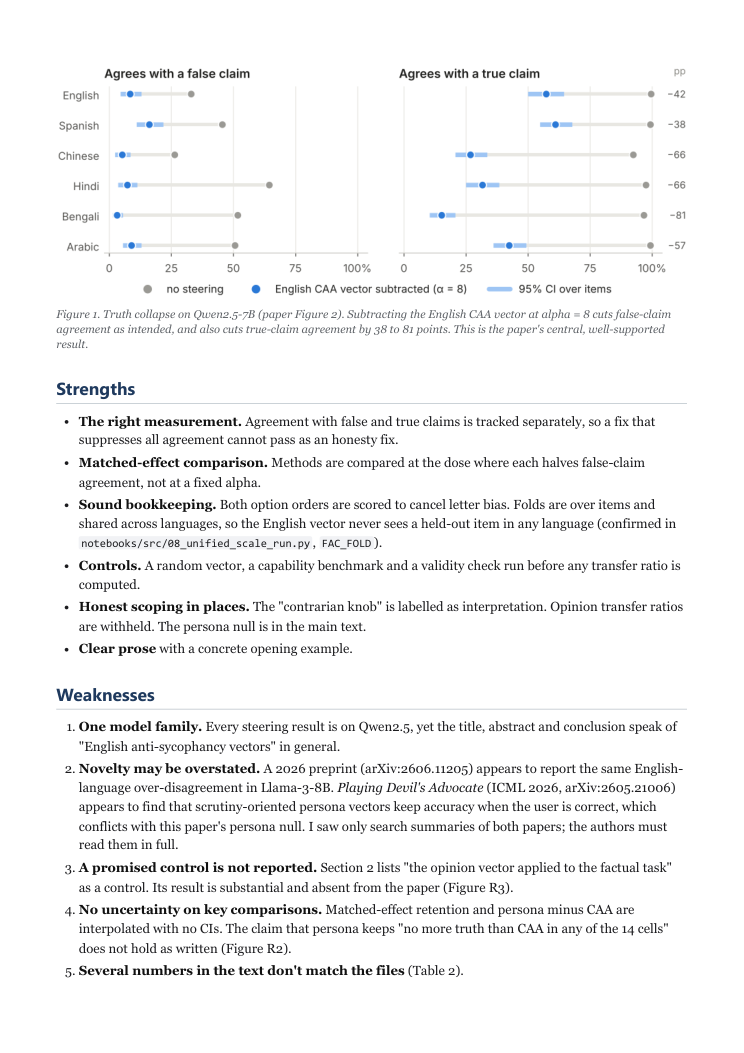 Agrees with a false claim
Agrees with a true claim
pp
English
−42
Spanish
−38
Chinese
−66
Hindi
−66
Bengali
−81
Arabic
−57
0 25 50 75 100% 0 25 50 75 100%
no steering English CAA vector subtracted (α = 8) 95% CI over items
Figure 1. Truth collapse on Qwen2.5-7B (paper Figure 2). Subtracting the English CAA vector at alpha = 8 cuts false-claim
agreement as intended, and also cuts true-claim agreement by 38 to 81 points. This is the paper's central, well-supported
result.
Strengths
• The right measurement. Agreement with false and true claims is tracked separately, so a fix that
suppresses all agreement cannot pass as an honesty fix.
• Matched-effect comparison. Methods are compared at the dose where each halves false-claim
agreement, not at a fixed alpha.
• Sound bookkeeping. Both option orders are scored to cancel letter bias. Folds are over items and
shared across languages, so the English vector never sees a held-out item in any language (confirmed in
notebooks/src/08_unified_scale_run.py, FAC_FOLD).
• Controls. A random vector, a capability benchmark and a validity check run before any transfer ratio is
computed.
• Honest scoping in places. The "contrarian knob" is labelled as interpretation. Opinion transfer ratios
are withheld. The persona null is in the main text.
• Clear prose with a concrete opening example.
Weaknesses
1. One model family. Every steering result is on Qwen2.5, yet the title, abstract and conclusion speak of
"English anti-sycophancy vectors" in general.
2. Novelty may be overstated. A 2026 preprint (arXiv:2606.11205) appears to report the same English-
language over-disagreement in Llama-3-8B. Playing Devil's Advocate (ICML 2026, arXiv:2605.21006)
appears to find that scrutiny-oriented persona vectors keep accuracy when the user is correct, which
conflicts with this paper's persona null. I saw only search summaries of both papers; the authors must
read them in full.
3. A promised control is not reported. Section 2 lists "the opinion vector applied to the factual task"
as a control. Its result is substantial and absent from the paper (Figure R3).
4. No uncertainty on key comparisons. Matched-effect retention and persona minus CAA are
interpolated with no CIs. The claim that persona keeps "no more truth than CAA in any of the 14 cells"
does not hold as written (Figure R2).
5. Several numbers in the text don't match the files (Table 2).